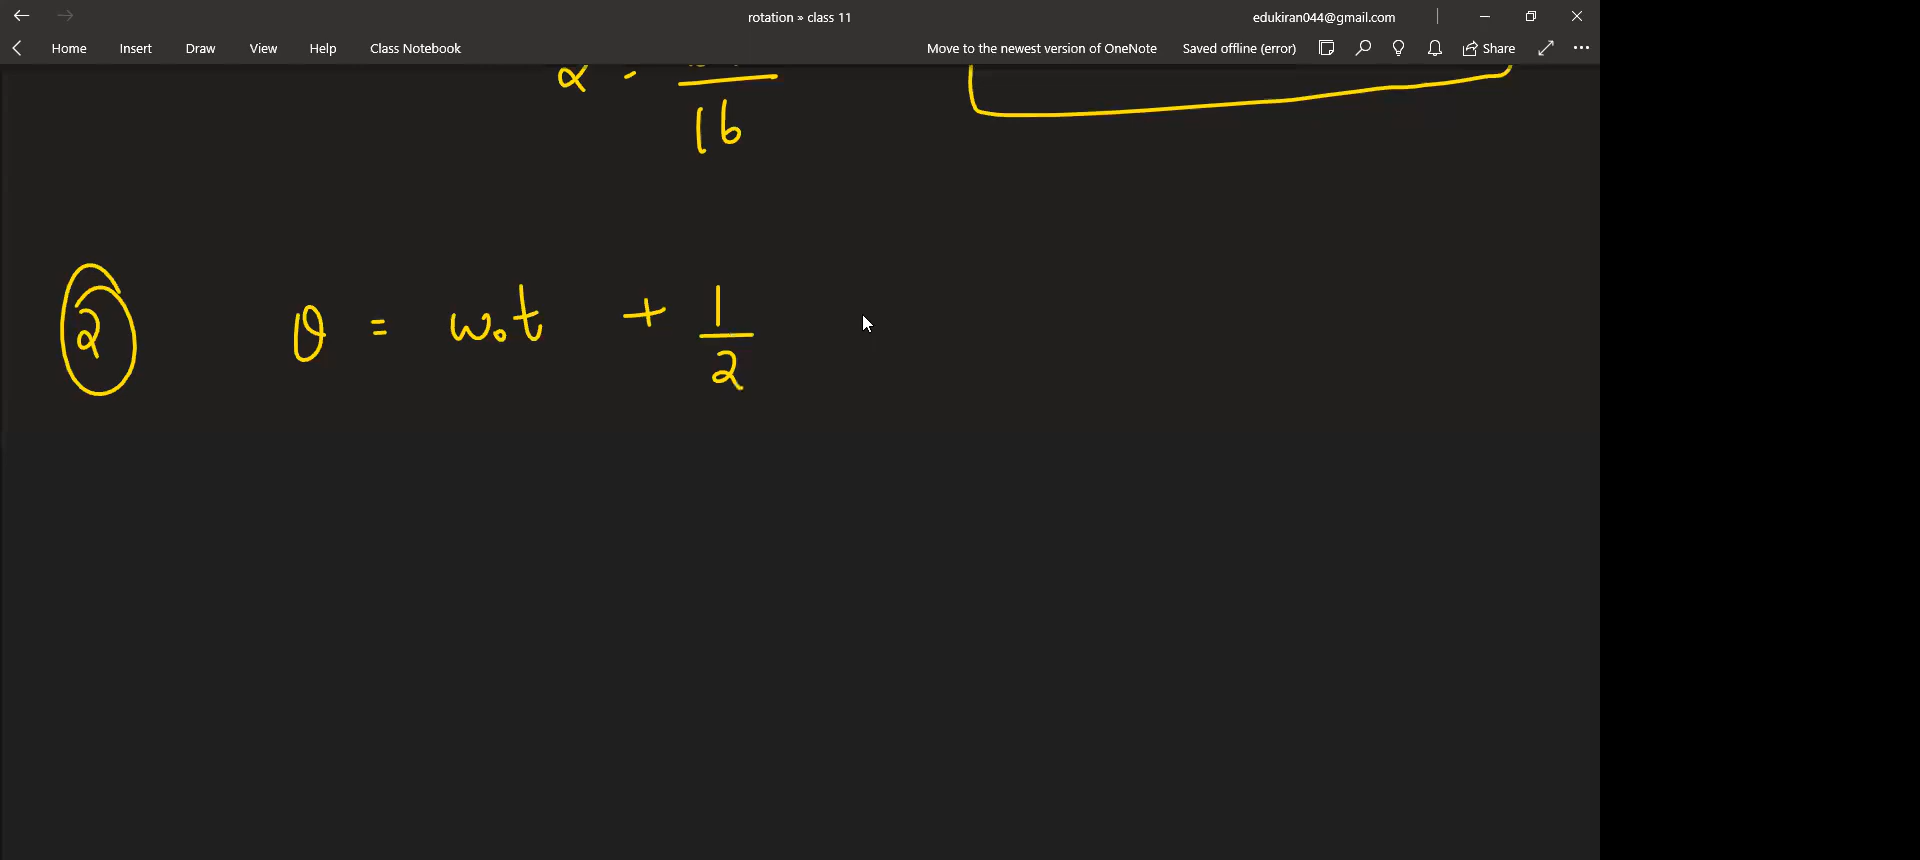 rotation » class 11
edukiran044@gmail.com
Home Insert Draw View Help Class Notebook Move to the newest version of OneNote Saved offline (error) Share
α =
16
2 θ = ω₀t + 1/2